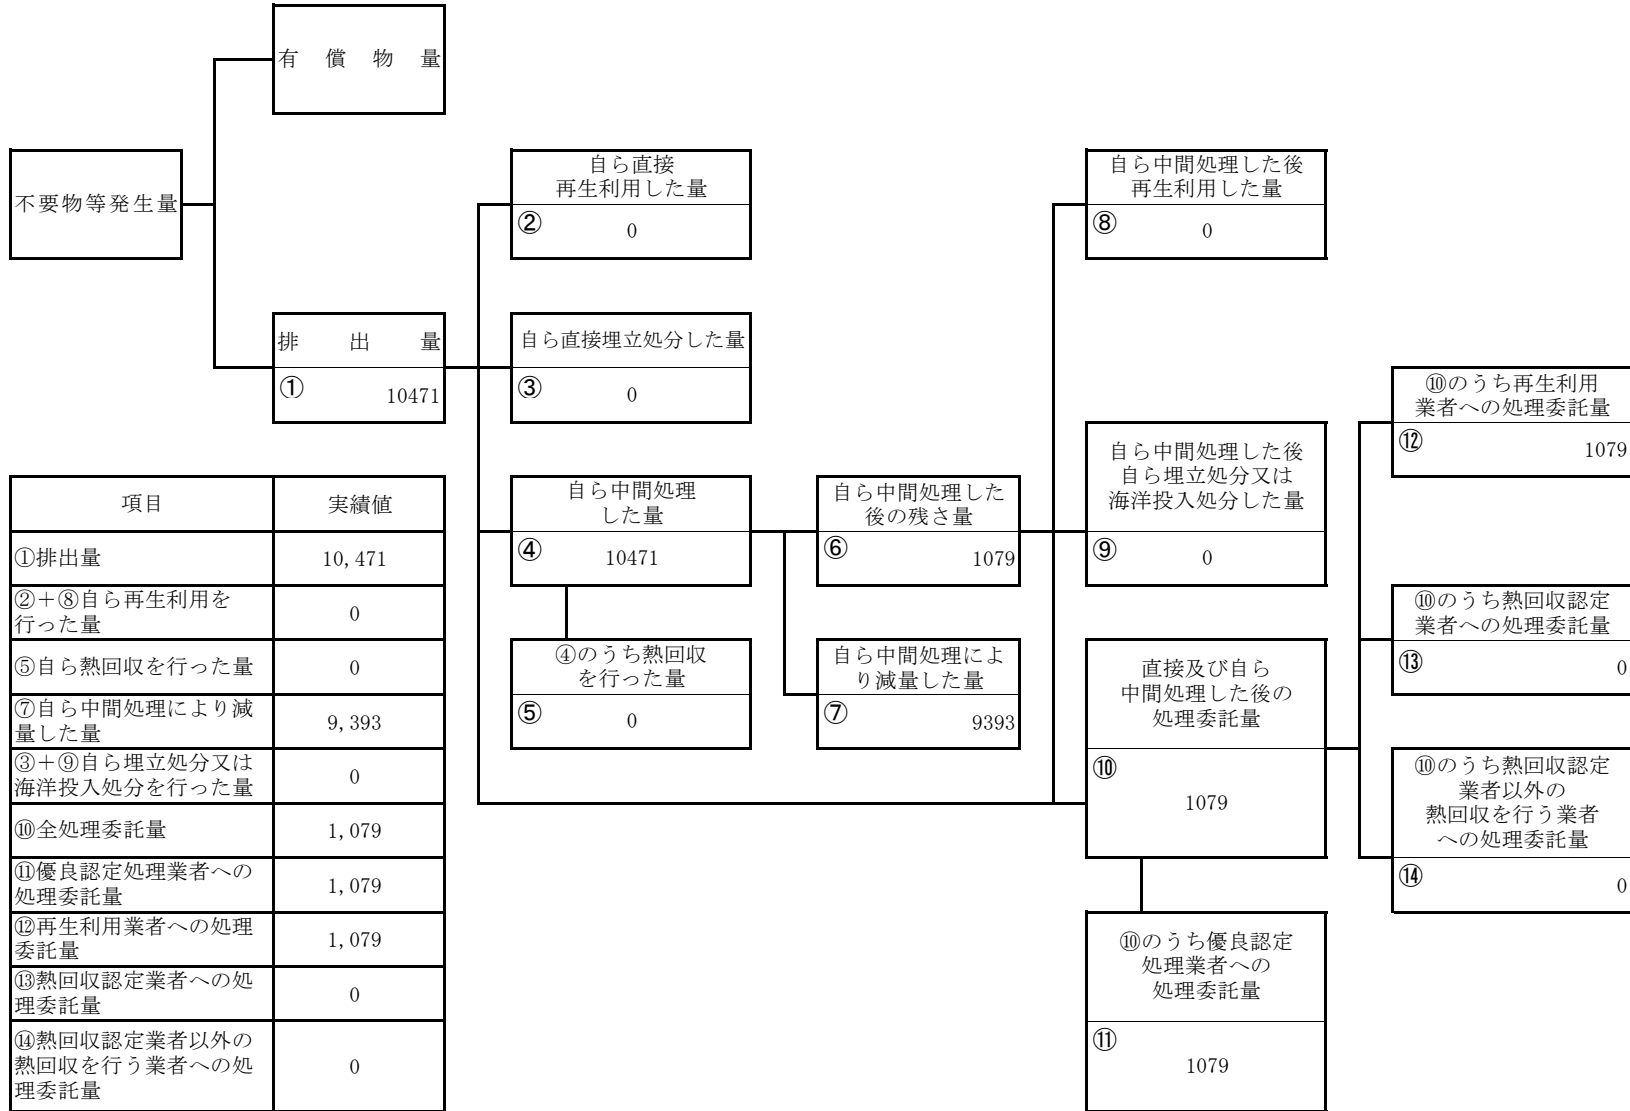 有償物量
不要物等発生量
排出量
①
10471
自ら直接
再生利用した量
②
0
自ら直接埋立処分した量
③
0
自ら中間処理
した量
④
10471
④のうち熱回収
を行った量
⑤
0
自ら中間処理した
後の残さ量
⑥
1079
自ら中間処理によ
り減量した量
⑦
9393
自ら中間処理した後
再生利用した量
⑧
0
自ら中間処理した後
自ら埋立処分又は
海洋投入処分した量
⑨
0
直接及び自ら
中間処理した後の
処理委託量
⑩
1079
⑩のうち優良認定
処理業者への
処理委託量
⑪
1079
⑩のうち再生利用
業者への処理委託量
⑫
1079
⑩のうち熱回収認定
業者への処理委託量
⑬
0
⑩のうち熱回収認定
業者以外の
熱回収を行う業者
への処理委託量
⑭
0
項目 実績値
①排出量 10,471
②＋⑧自ら再生利用を
行った量 0
⑤自ら熱回収を行った量 0
⑦自ら中間処理により減
量した量 9,393
③＋⑨自ら埋立処分又は
海洋投入処分を行った量 0
⑩全処理委託量 1,079
⑪優良認定処理業者への
処理委託量 1,079
⑫再生利用業者への処理
委託量 1,079
⑬熱回収認定業者への処
理委託量 0
⑭熱回収認定業者以外の
熱回収を行う業者への処
理委託量 0